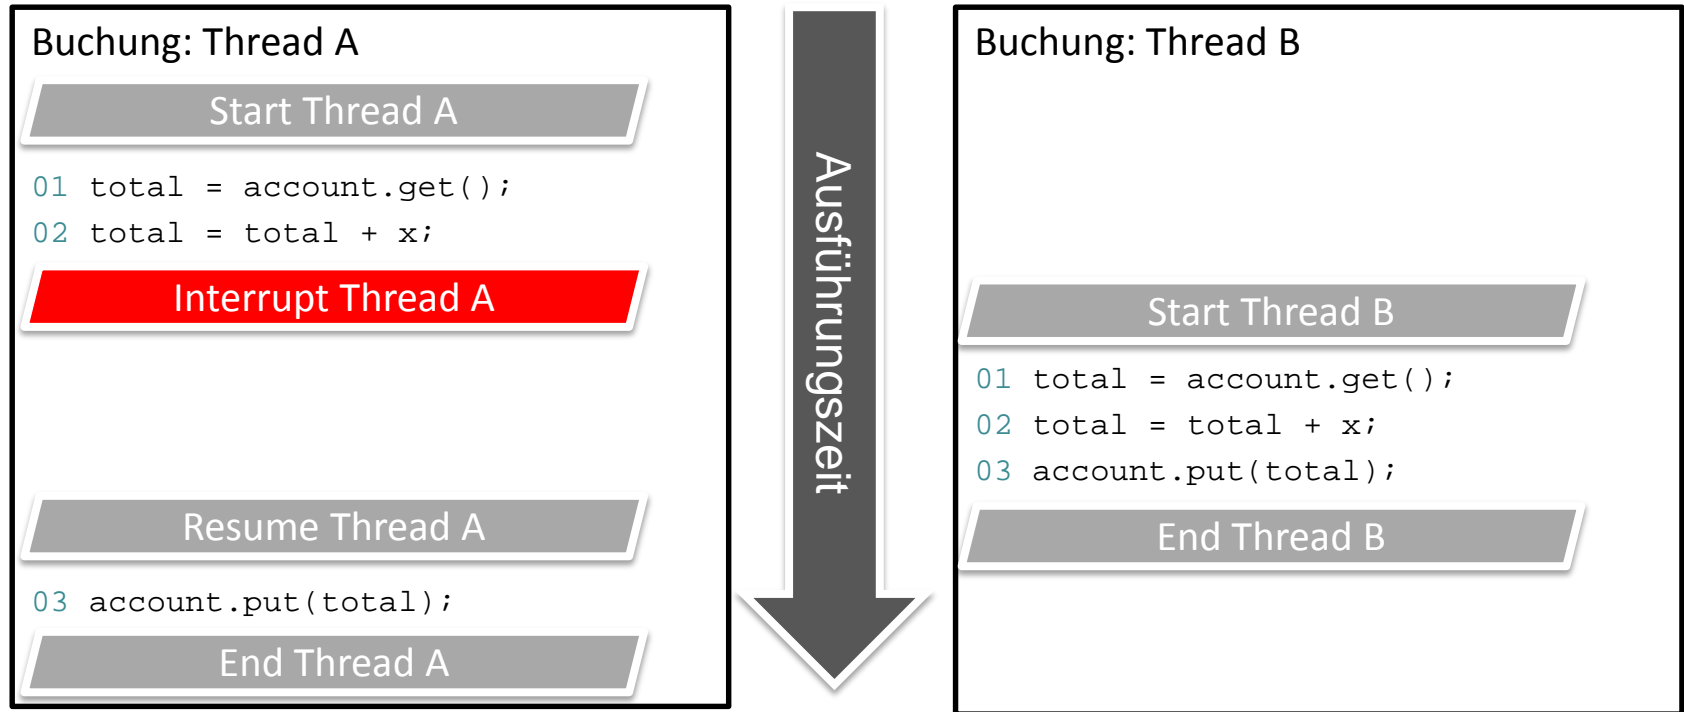 Buchung: Thread A
Start Thread A
01 total = account.get();
02 total = total + x;
Interrupt Thread A
Resume Thread A
03 account.put(total);
End Thread A
Ausführungszeit
Buchung: Thread B
Start Thread B
01 total = account.get();
02 total = total + x;
03 account.put(total);
End Thread B